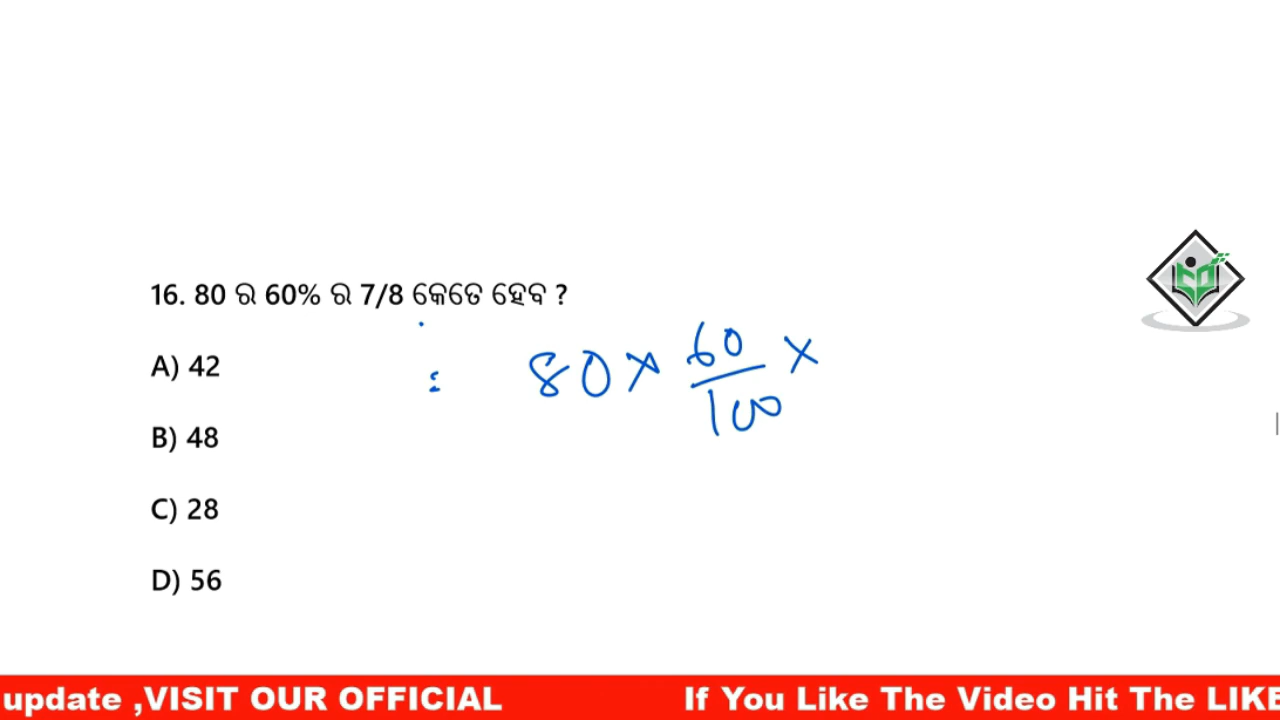 16. 80 ର 60% ର 7/8 କେତେ ହେବ ?
A) 42
80 × 60/100 ×
B) 48
C) 28
D) 56
update ,VISIT OUR OFFICIAL If You Like The Video Hit The LIKE